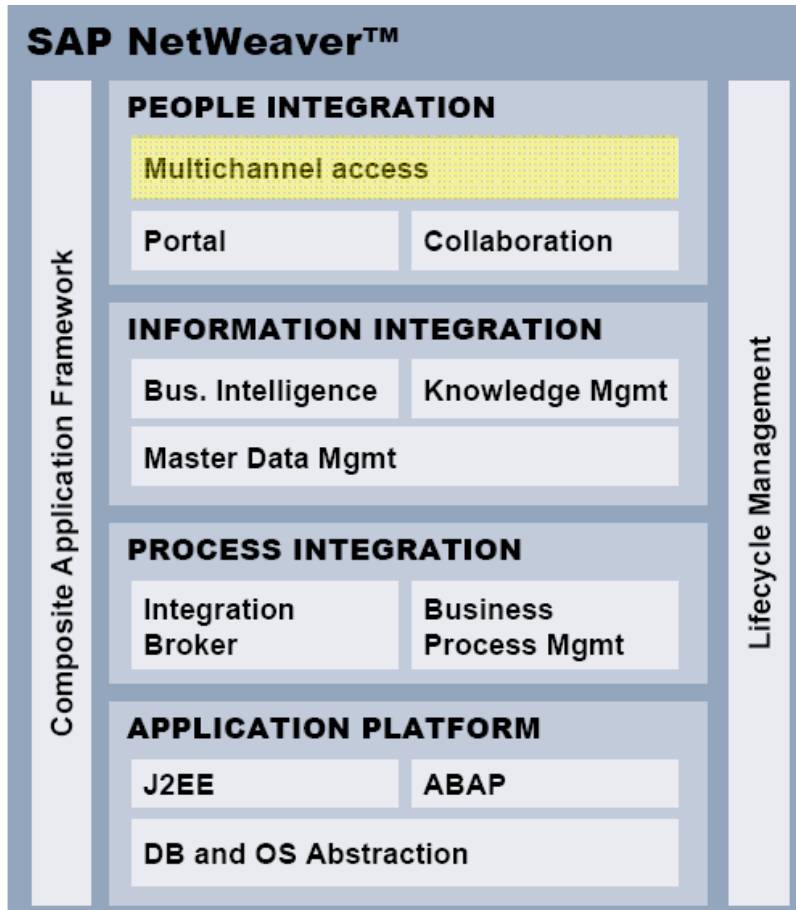 SAP NetWeaver™
Composite Application Framework
PEOPLE INTEGRATION
Multichannel access
Portal
Collaboration
INFORMATION INTEGRATION
Bus. Intelligence
Knowledge Mgmt
Master Data Mgmt
PROCESS INTEGRATION
Integration
Broker
Business
Process Mgmt
APPLICATION PLATFORM
J2EE
ABAP
DB and OS Abstraction
Lifecycle Management